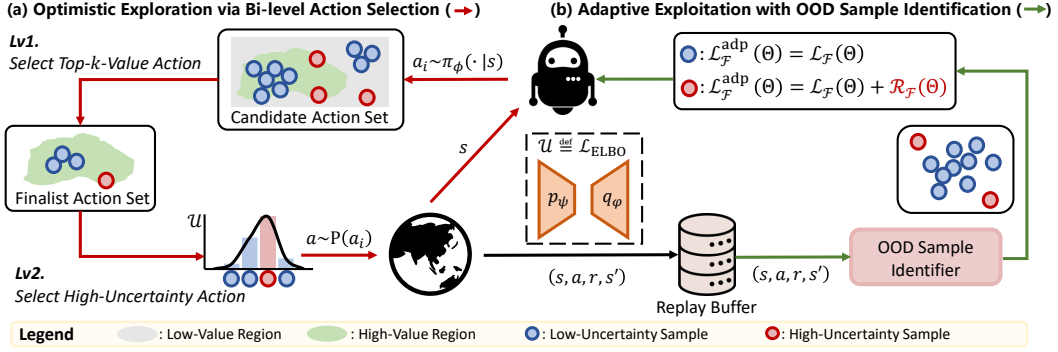 (a) Optimistic Exploration via Bi-level Action Selection (→)
(b) Adaptive Exploitation with OOD Sample Identification (→)
Lv1.
Select Top-k-Value Action
Candidate Action Set
a_i~π_ϕ(· |s)
: ℒ_ℱ^adp (Θ) = ℒ_ℱ(Θ)
: ℒ_ℱ^adp (Θ) = ℒ_ℱ(Θ) + ℛ_ℱ(Θ)
Finalist Action Set
s
𝒰 ≝ ℒ_ELBO
p_ψ
q_φ
𝒰
a~P(a_i)
Lv2.
Select High-Uncertainty Action
(s, a, r, s′)
Replay Buffer
(s, a, r, s′)
OOD Sample
Identifier
Legend
Low-Value Region
High-Value Region
Low-Uncertainty Sample
High-Uncertainty Sample